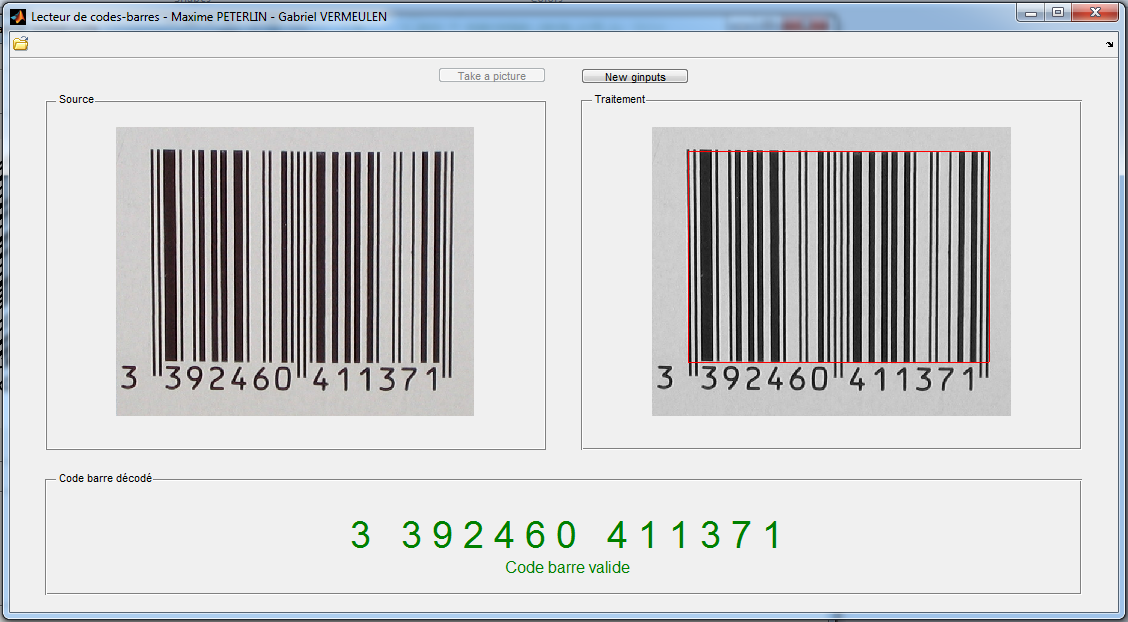 Lecteur de codes-barres - Maxime PETERLIN - Gabriel VERMEULEN
Take a picture
New ginputs
Source
Traitement
3 392460 411371
3 392460 411371
Code barre décodé
3 392460 411371
Code barre valide